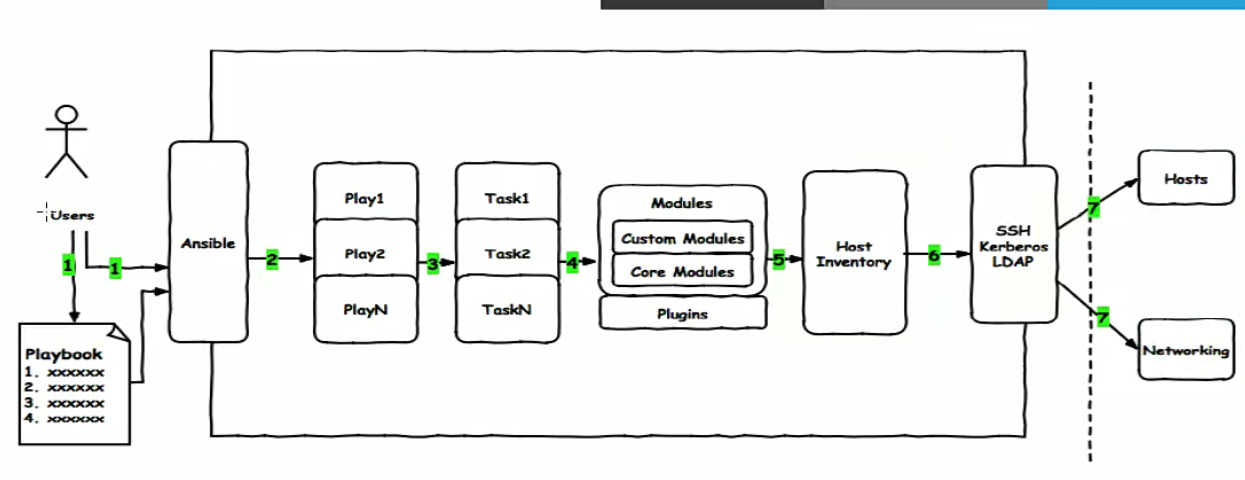 Users
1
1
Playbook
1. xxxxxx
2. xxxxxx
3. xxxxxx
4. xxxxxx
Ansible
2
Play1
Play2
PlayN
3
Task1
Task2
TaskN
4
Modules
Custom Modules
Core Modules
Plugins
5
Host
Inventory
6
SSH
Kerberos
LDAP
7
Hosts
7
Networking